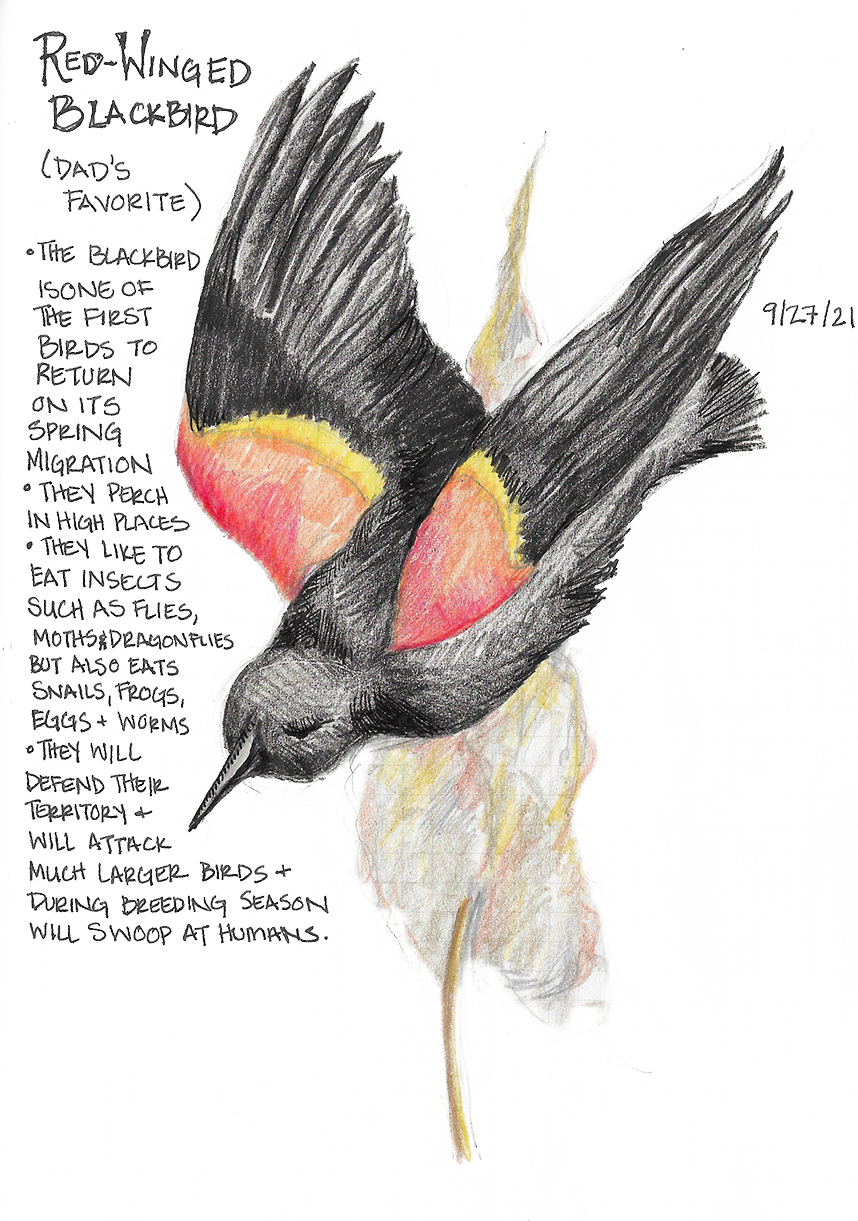 RED-WINGED
BLACKBIRD
(DAD'S
FAVORITE)
• THE BLACKBIRD
IS ONE OF
THE FIRST
BIRDS TO
RETURN
ON ITS
SPRING
MIGRATION
• THEY PERCH
IN HIGH PLACES
• THEY LIKE TO
EAT INSECTS
SUCH AS FLIES,
MOTHS & DRAGONFLIES
BUT ALSO EATS
SNAILS, FROGS,
EGGS + WORMS
• THEY WILL
DEFEND THEIR
TERRITORY +
WILL ATTACK
MUCH LARGER BIRDS +
DURING BREEDING SEASON
WILL SWOOP AT HUMANS.
9/27/21